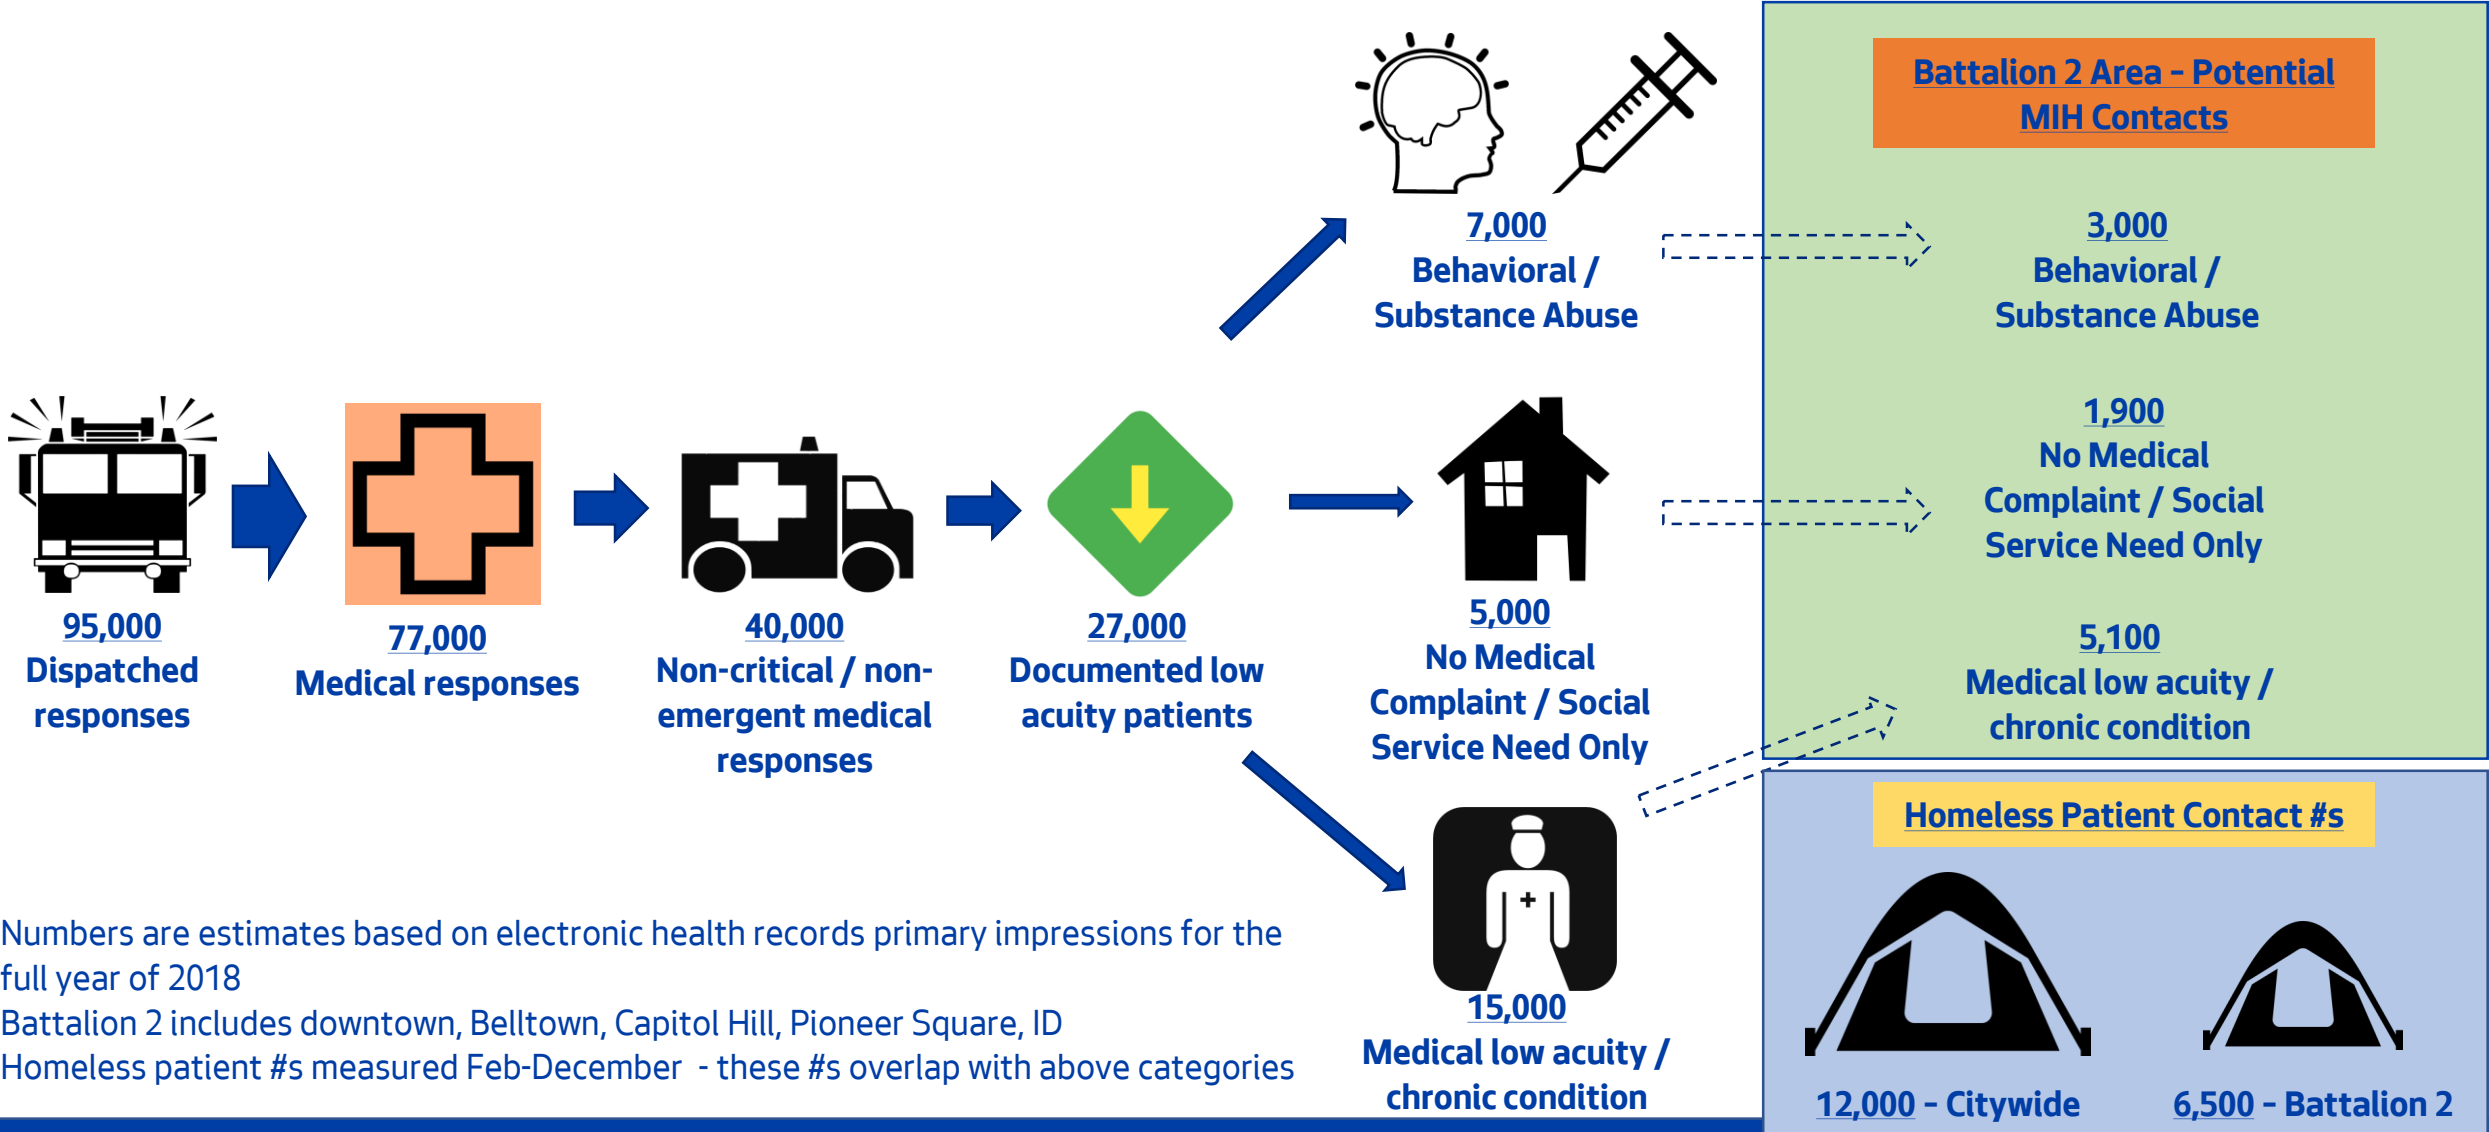 95,000
Dispatched
responses
77,000
Medical responses
40,000
Non-critical / non-
emergent medical
responses
27,000
Documented low
acuity patients
7,000
Behavioral /
Substance Abuse
5,000
No Medical
Complaint / Social
Service Need Only
15,000
Medical low acuity /
chronic condition
Battalion 2 Area – Potential
MIH Contacts
3,000
Behavioral /
Substance Abuse
1,900
No Medical
Complaint / Social
Service Need Only
5,100
Medical low acuity /
chronic condition
Homeless Patient Contact #s
12,000 – Citywide
6,500 – Battalion 2
Numbers are estimates based on electronic health records primary impressions for the
full year of 2018
Battalion 2 includes downtown, Belltown, Capitol Hill, Pioneer Square, ID
Homeless patient #s measured Feb-December - these #s overlap with above categories